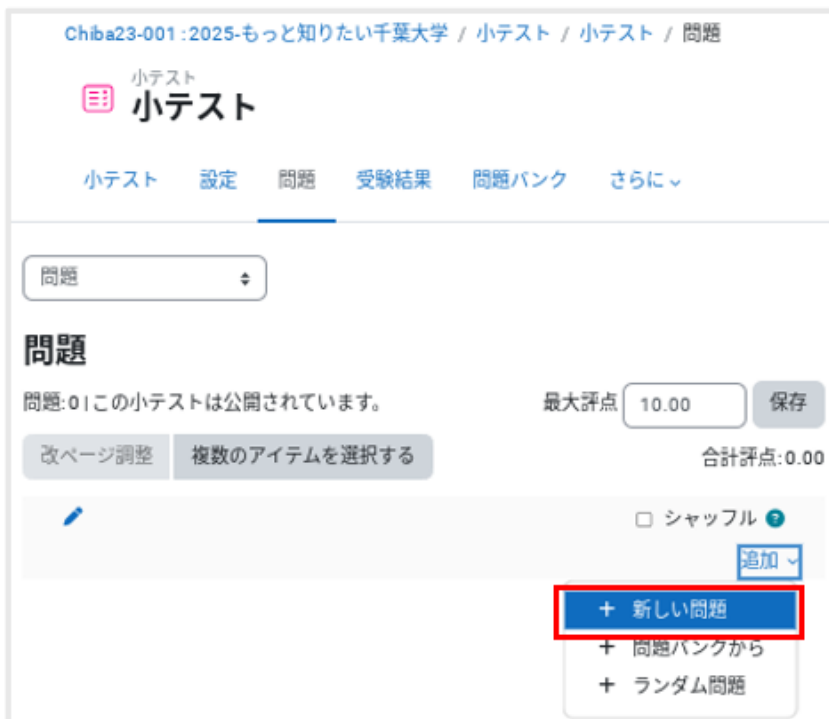 Chiba23-001 : 2025-もっと知りたい千葉大学 / 小テスト / 小テスト / 問題
小テスト
小テスト
小テスト 設定 問題 受験結果 問題バンク さらに
問題
問題
問題:0 | この小テストは公開されています。 最大評点 10.00 保存
改ページ調整 複数のアイテムを選択する 合計評点:0.00
シャッフル ?
追加
+ 新しい問題
+ 問題バンクから
+ ランダム問題